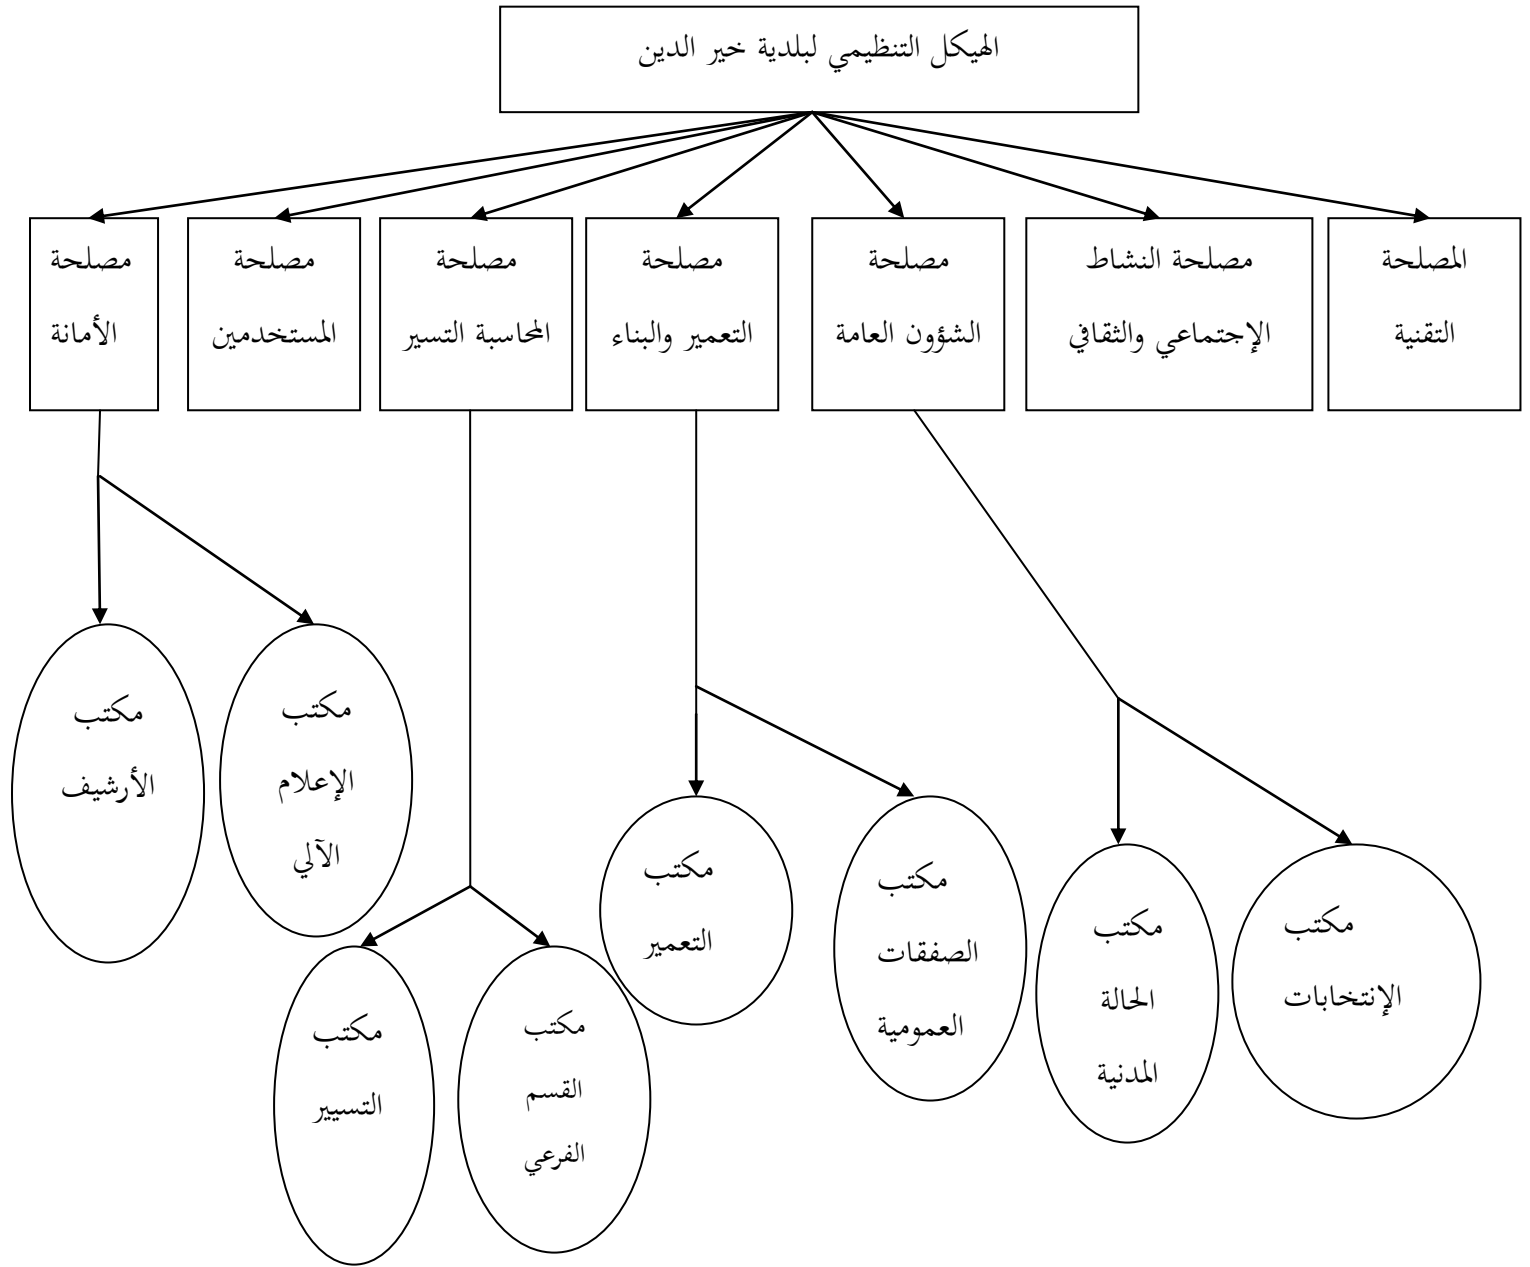 الهيكل التنظيمي لبلدية خير الدين
المصلحة
التقنية
مصلحة النشاط
الإجتماعي والثقافي
مصلحة
الشؤون العامة
مصلحة
التعمير والبناء
مصلحة
المحاسبة التسير
مصلحة
المستخدمين
مصلحة
الأمانة
مكتب
الإنتخابات
مكتب
الحالة
المدنية
مكتب
الصفقات
العمومية
مكتب
التعمير
مكتب
القسم
الفرعي
مكتب
التسيير
مكتب
الإعلام
الآلي
مكتب
الأرشيف